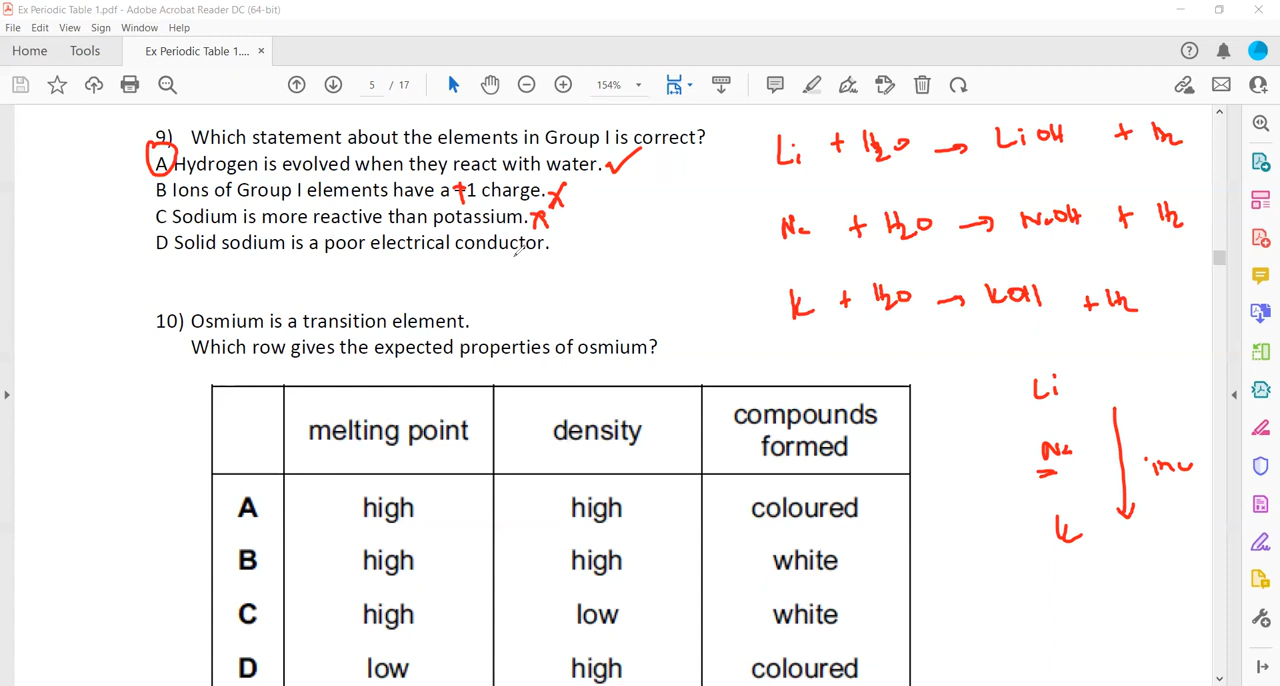 Ex Periodic Table 1.pdf - Adobe Acrobat Reader DC (64-bit)
File Edit View Sign Window Help
Home Tools Ex Periodic Table 1.... ×
5 / 17 154%
9) Which statement about the elements in Group I is correct?
A Hydrogen is evolved when they react with water.
B Ions of Group I elements have a +1 charge.
C Sodium is more reactive than potassium.
D Solid sodium is a poor electrical conductor.
Li + H2O → LiOH + H2
Na + H2O → NaOH + H2
K + H2O → KOH + H2
10) Osmium is a transition element.
Which row gives the expected properties of osmium?
melting point density compounds formed
A high high coloured
B high high white
C high low white
D low high coloured
Li
Na
K
inc